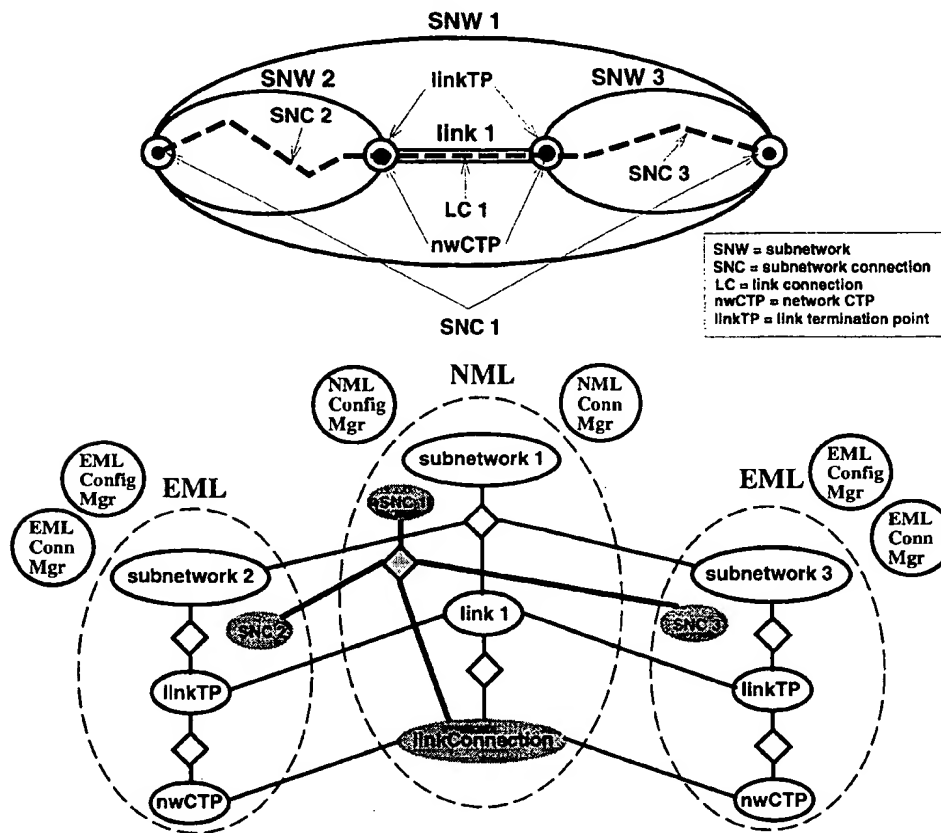 SNW 1
SNW 2
linkTP
SNW 3
SNC 2
link 1
SNC 3
LC 1
nwCTP
SNC 1
SNW = subnetwork
SNC = subnetwork connection
LC = link connection
nwCTP = network CTP
linkTP = link termination point
NML
Config
Mgr
NML
NML
Conn
Mgr
EML
Config
Mgr
EML
Conn
Mgr
EML
subnetwork 1
SNC 1
EML
EML
Config
Mgr
EML
Conn
Mgr
subnetwork 2
subnetwork 3
SNC 2
link 1
SNC 3
linkTP
linkTP
linkConnection
nwCTP
nwCTP